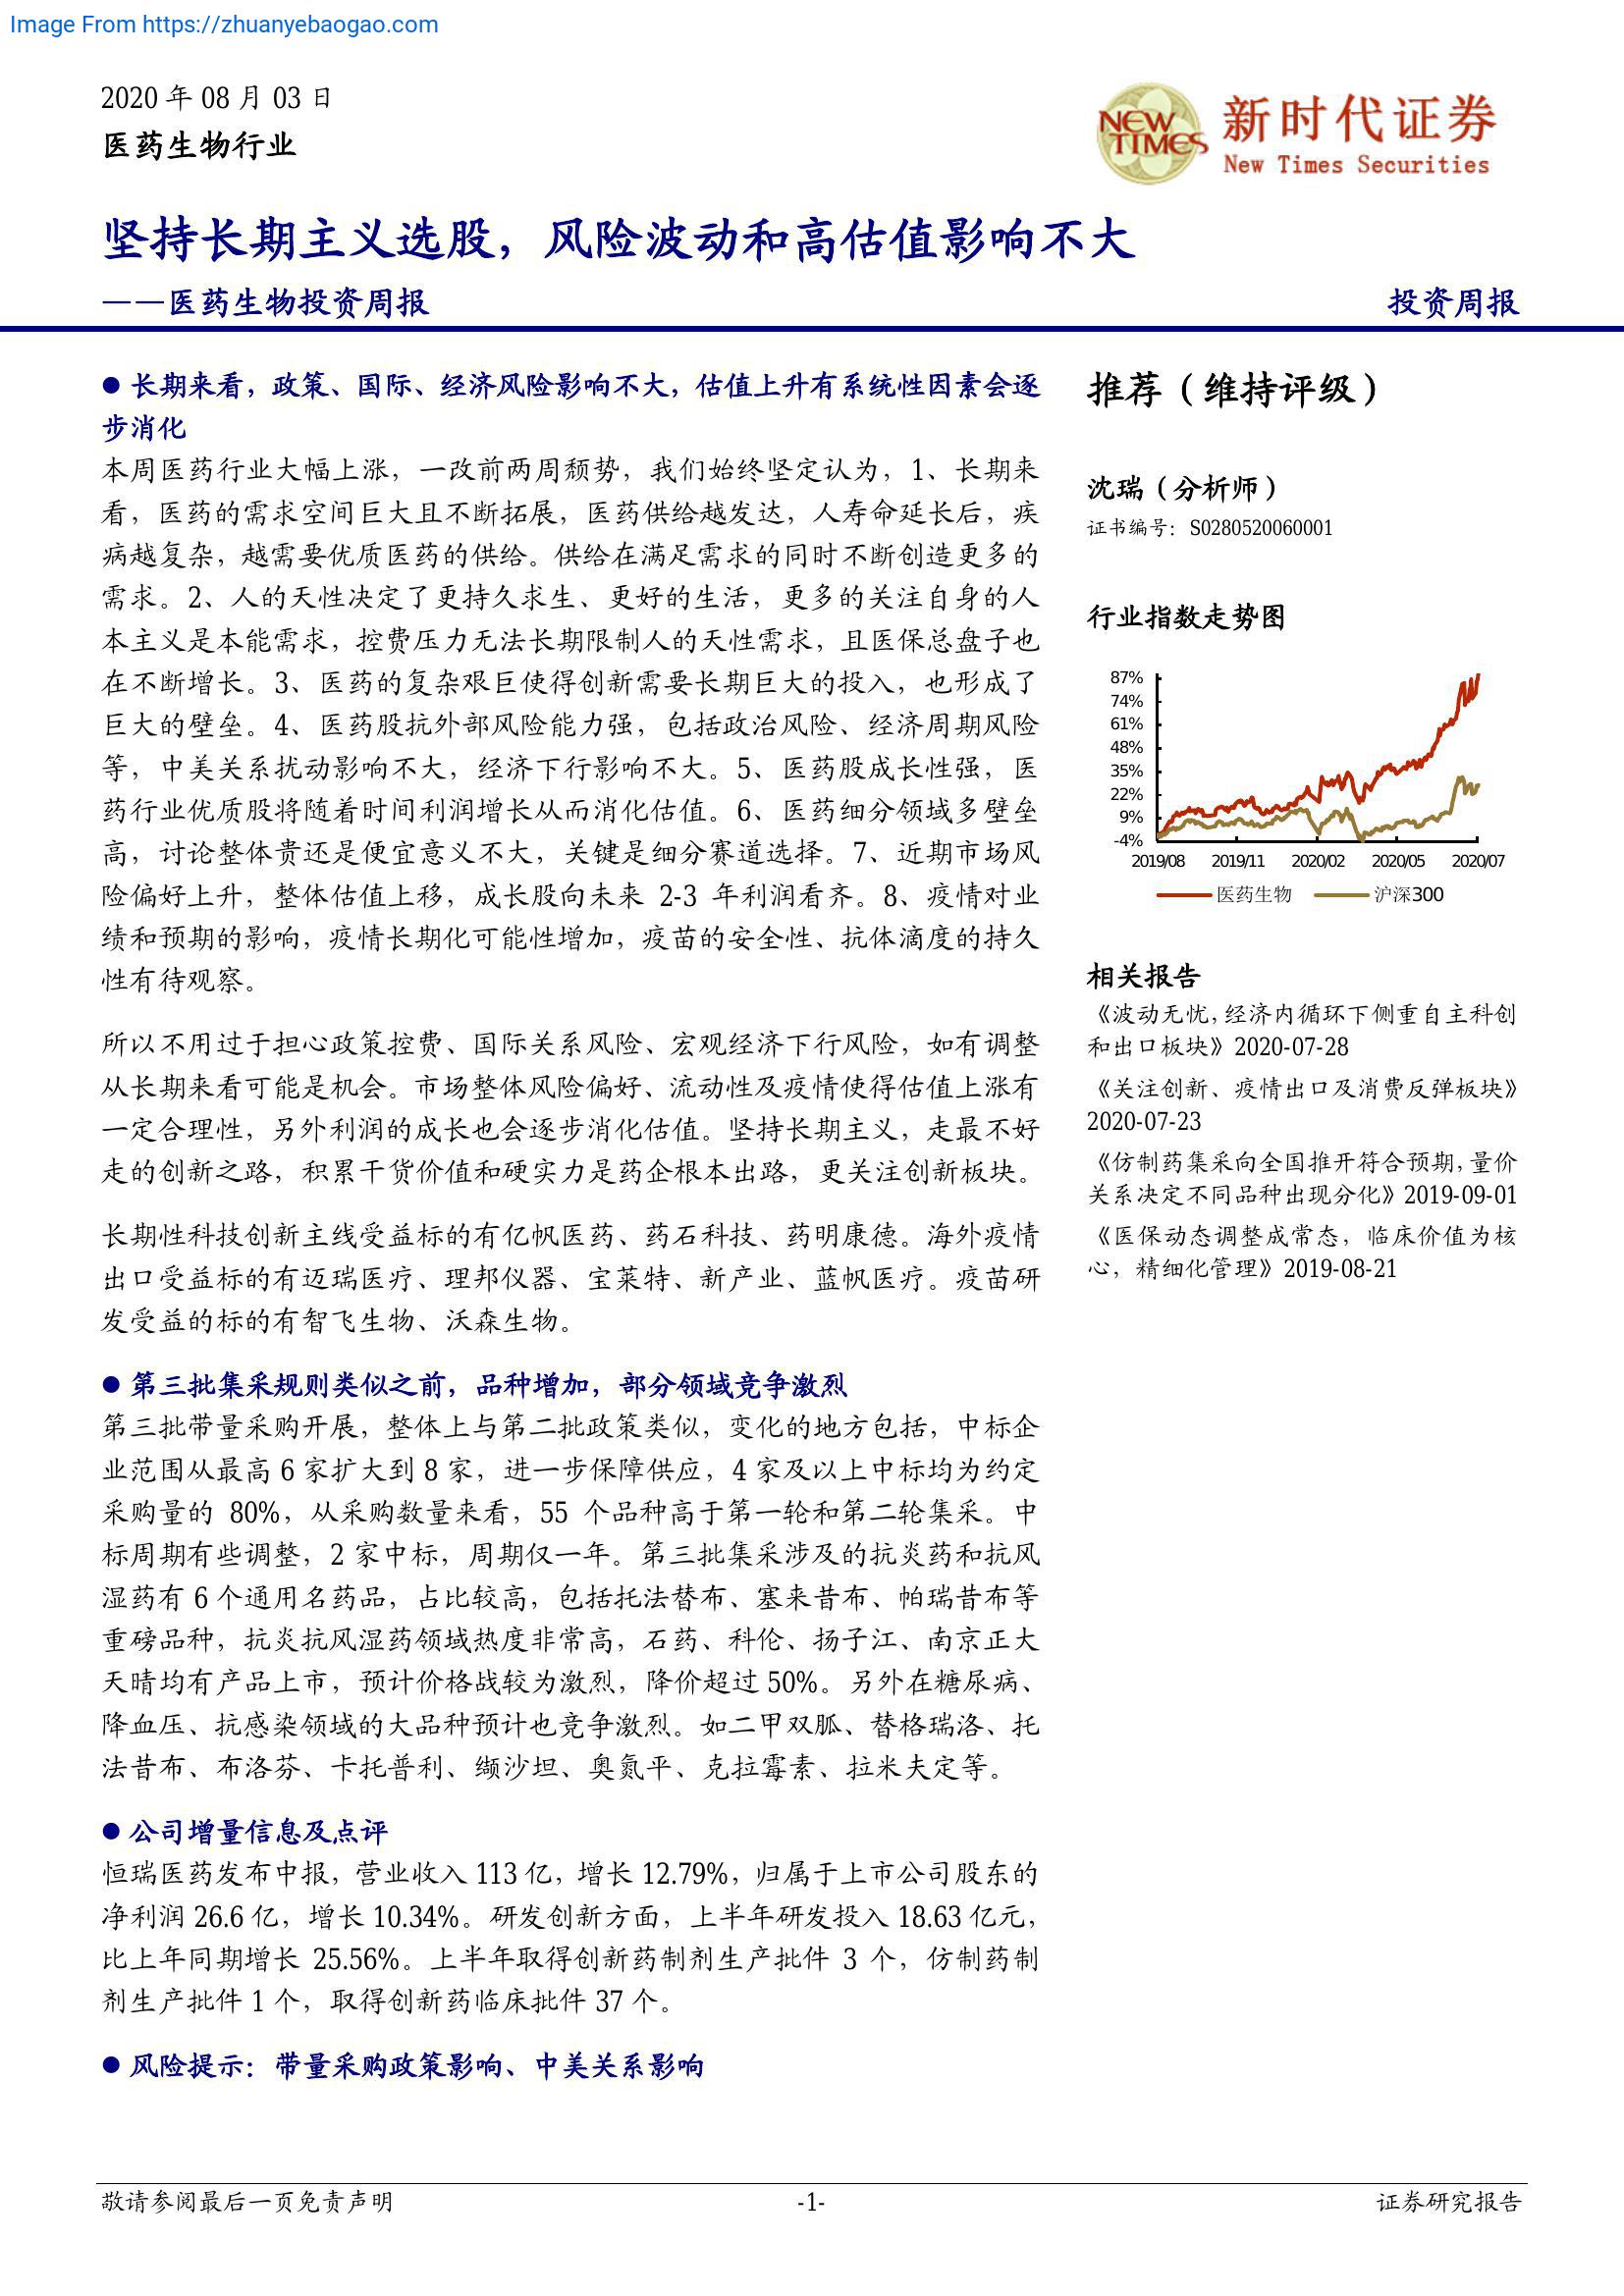 Image From https://zhuanyebaogao.com
2020 年 08 月 03 日
医药生物行业
NEW TIMES
新时代证券
New Times Securities
坚持长期主义选股，风险波动和高估值影响不大
——医药生物投资周报
投资周报
● 长期来看，政策、国际、经济风险影响不大，估值上升有系统性因素会逐
步消化
本周医药行业大幅上涨，一改前两周颓势，我们始终坚定认为，1、长期来
看，医药的需求空间巨大且不断拓展，医药供给越发达，人寿命延长后，疾
病越复杂，越需要优质医药的供给。供给在满足需求的同时不断创造更多的
需求。2、人的天性决定了更持久求生、更好的生活，更多的关注自身的人
本主义是本能需求，控费压力无法长期限制人的天性需求，且医保总盘子也
在不断增长。3、医药的复杂艰巨使得创新需要长期巨大的投入，也形成了
巨大的壁垒。4、医药股抗外部风险能力强，包括政治风险、经济周期风险
等，中美关系扰动影响不大，经济下行影响不大。5、医药股成长性强，医
药行业优质股将随着时间利润增长从而消化估值。6、医药细分领域多壁垒
高，讨论整体贵还是便宜意义不大，关键是细分赛道选择。7、近期市场风
险偏好上升，整体估值上移，成长股向未来 2-3 年利润看齐。8、疫情对业
绩和预期的影响，疫情长期化可能性增加，疫苗的安全性、抗体滴度的持久
性有待观察。
所以不用过于担心政策控费、国际关系风险、宏观经济下行风险，如有调整
从长期来看可能是机会。市场整体风险偏好、流动性及疫情使得估值上涨有
一定合理性，另外利润的成长也会逐步消化估值。坚持长期主义，走最不好
走的创新之路，积累干货价值和硬实力是药企根本出路，更关注创新板块。
长期性科技创新主线受益标的有亿帆医药、药石科技、药明康德。海外疫情
出口受益标的有迈瑞医疗、理邦仪器、宝莱特、新产业、蓝帆医疗。疫苗研
发受益的标的有智飞生物、沃森生物。
● 第三批集采规则类似之前，品种增加，部分领域竞争激烈
第三批带量采购开展，整体上与第二批政策类似，变化的地方包括，中标企
业范围从最高 6 家扩大到 8 家，进一步保障供应，4 家及以上中标均为约定
采购量的 80%，从采购数量来看，55 个品种高于第一轮和第二轮集采。中
标周期有些调整，2 家中标，周期仅一年。第三批集采涉及的抗炎药和抗风
湿药有 6 个通用名药品，占比较高，包括托法替布、塞来昔布、帕瑞昔布等
重磅品种，抗炎抗风湿药领域热度非常高，石药、科伦、扬子江、南京正大
天晴均有产品上市，预计价格战较为激烈，降价超过 50%。另外在糖尿病、
降血压、抗感染领域的大品种预计也竞争激烈。如二甲双胍、替格瑞洛、托
法昔布、布洛芬、卡托普利、缬沙坦、奥氮平、克拉霉素、拉米夫定等。
● 公司增量信息及点评
恒瑞医药发布中报，营业收入 113 亿，增长 12.79%，归属于上市公司股东的
净利润 26.6 亿，增长 10.34%。研发创新方面，上半年研发投入 18.63 亿元，
比上年同期增长 25.56%。上半年取得创新药制剂生产批件 3 个，仿制药制
剂生产批件 1 个，取得创新药临床批件 37 个。
● 风险提示：带量采购政策影响、中美关系影响
推荐（维持评级）
沈瑞（分析师）
证书编号：S0280520060001
行业指数走势图
87%
74%
61%
48%
35%
22%
9%
-4%
2019/08 2019/11 2020/02 2020/05 2020/07
医药生物 沪深300
相关报告
《波动无忧，经济内循环下侧重自主科创
和出口板块》2020-07-28
《关注创新、疫情出口及消费反弹板块》
2020-07-23
《仿制药集采向全国推开符合预期，量价
关系决定不同品种出现分化》2019-09-01
《医保动态调整成常态，临床价值为核
心，精细化管理》2019-08-21
敬请参阅最后一页免责声明
-1-
证券研究报告